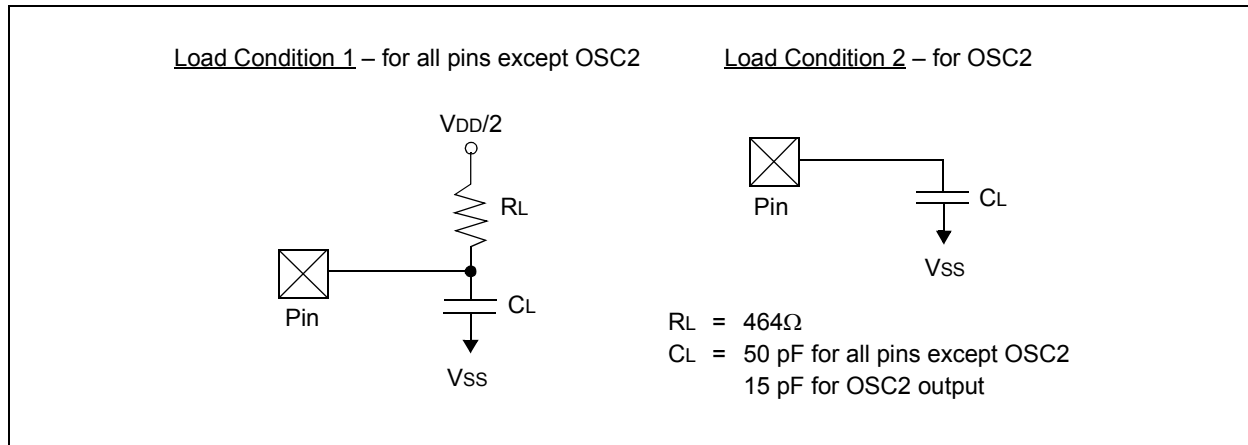 Load Condition 1 – for all pins except OSC2
VDD/2
RL
Pin
CL
VSS
Load Condition 2 – for OSC2
Pin
CL
VSS
RL = 464Ω
CL = 50 pF for all pins except OSC2
15 pF for OSC2 output